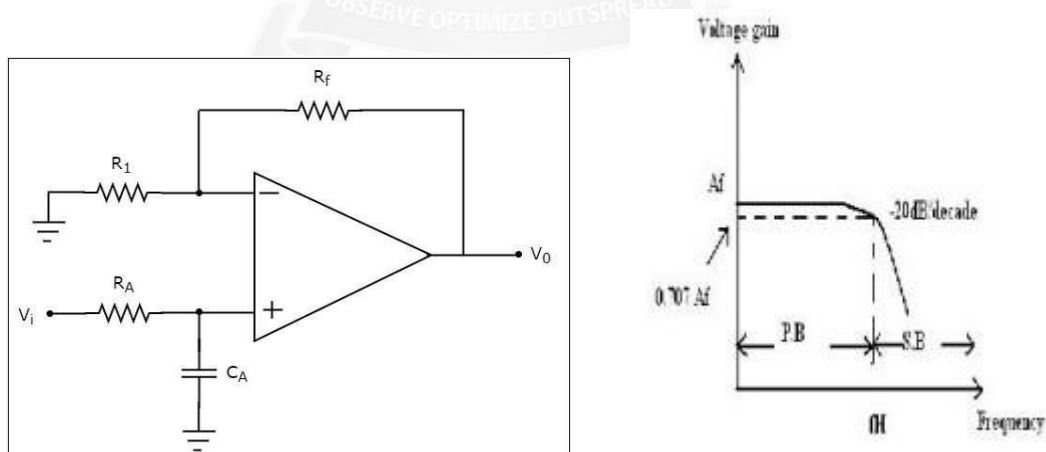 OBSERVE OPTIMIZE OUTSPREAD
Rf
R1
−
RA
Vi
+
CA
V0
Voltage gain
Af
-20dB/decade
0.707 Af
P.B
S.B
fH
Frequency